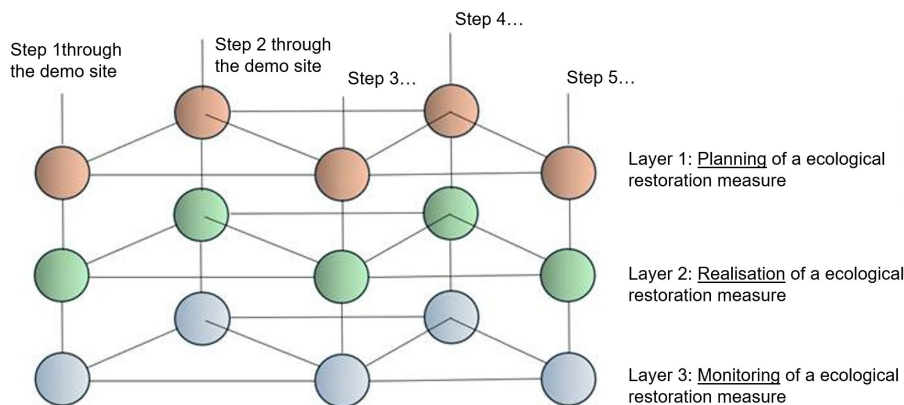 Step 4…
Step 1through
the demo site
Step 2 through
the demo site
Step 3…
Step 5…
Layer 1: Planning of a ecological
restoration measure
Layer 2: Realisation of a ecological
restoration measure
Layer 3: Monitoring of a ecological
restoration measure